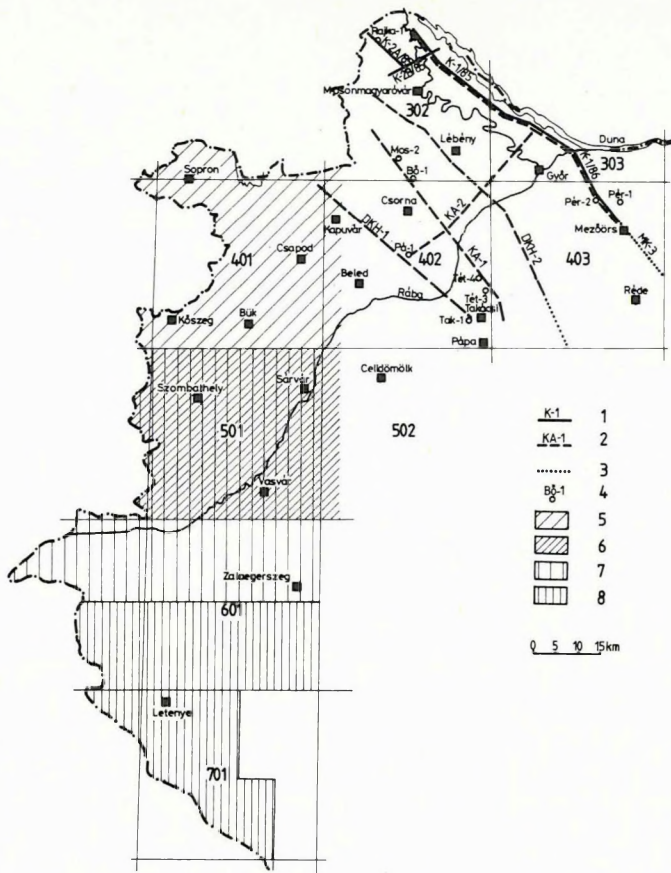 Rajka-1
K-2A/85
K-2B/85
K-1/85
Mosonmagyaróvár
302
Duna
303
Lébény
Mos-2
Győr
K-1/86
Bő-1
Sopron
Csorna
KA-2
Pér-2
Pér-1
Kapuvár
DKH-1
Mezőörs
401
Csapod
Pá-1
402
KA-1
DKH-2
403
MK-3
Beled
Rába
Tét-4
Tét-3
Réde
Kőszeg
Bük
Takácsi
Tak-1
Pápa
Celldömölk
Szombathely
Sárvár
501
502
Vasvár
Zalaegerszeg
601
Letenye
701
K-1 1
KA-1 2
3
Bő-1 4
5
6
7
8
0 5 10 15km